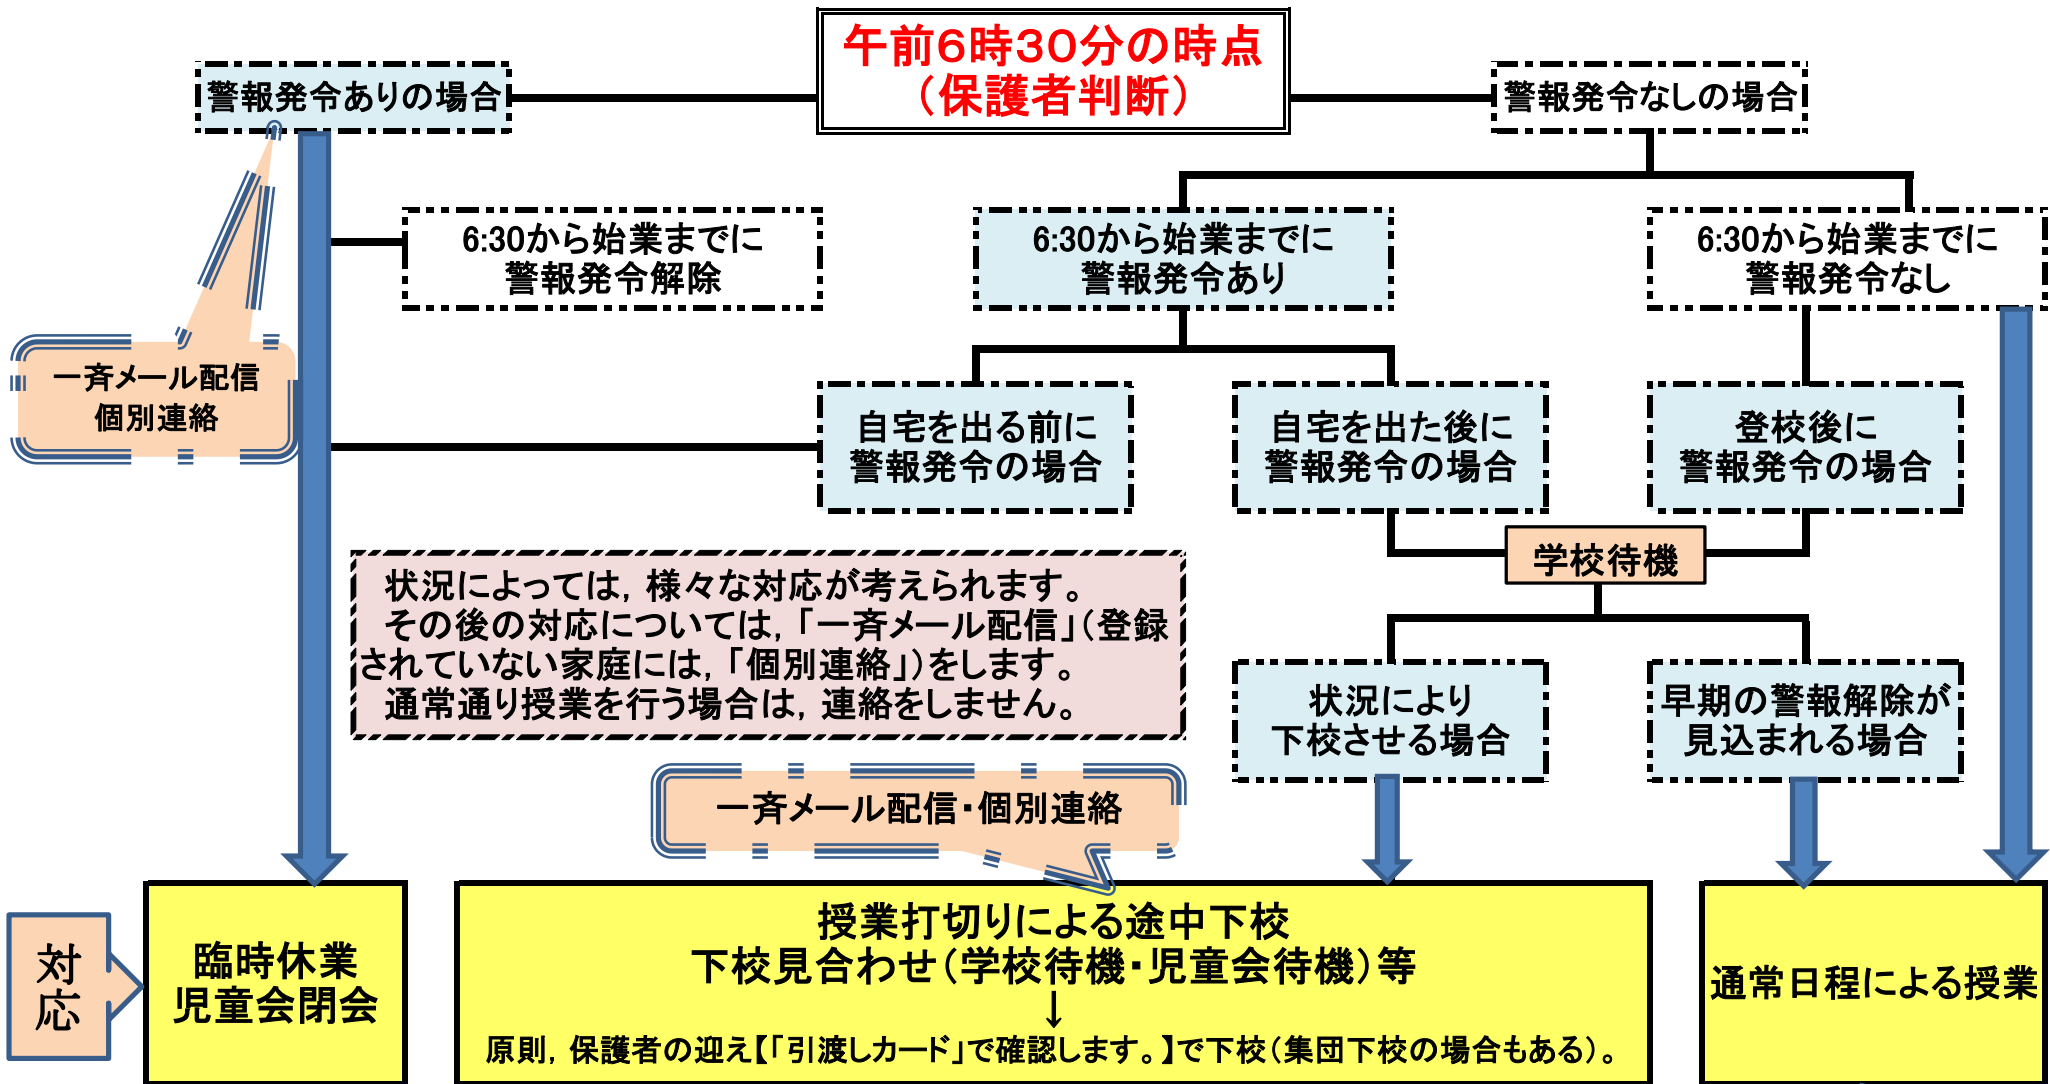 午前６時３０分の時点
（保護者判断）
警報発令ありの場合
警報発令なしの場合
6:30から始業までに
警報発令解除
6:30から始業までに
警報発令あり
6:30から始業までに
警報発令なし
一斉メール配信
個別連絡
自宅を出る前に
警報発令の場合
自宅を出た後に
警報発令の場合
登校後に
警報発令の場合
学校待機
状況によっては，様々な対応が考えられます。
その後の対応については，「一斉メール配信」（登録
されていない家庭には，「個別連絡」）をします。
通常通り授業を行う場合は，連絡をしません。
状況により
下校させる場合
早期の警報解除が
見込まれる場合
一斉メール配信・個別連絡
対応
臨時休業
児童会閉会
授業打切りによる途中下校
下校見合わせ（学校待機・児童会待機）等
↓
原則，保護者の迎え【「引渡しカード」で確認します。】で下校（集団下校の場合もある）。
通常日程による授業